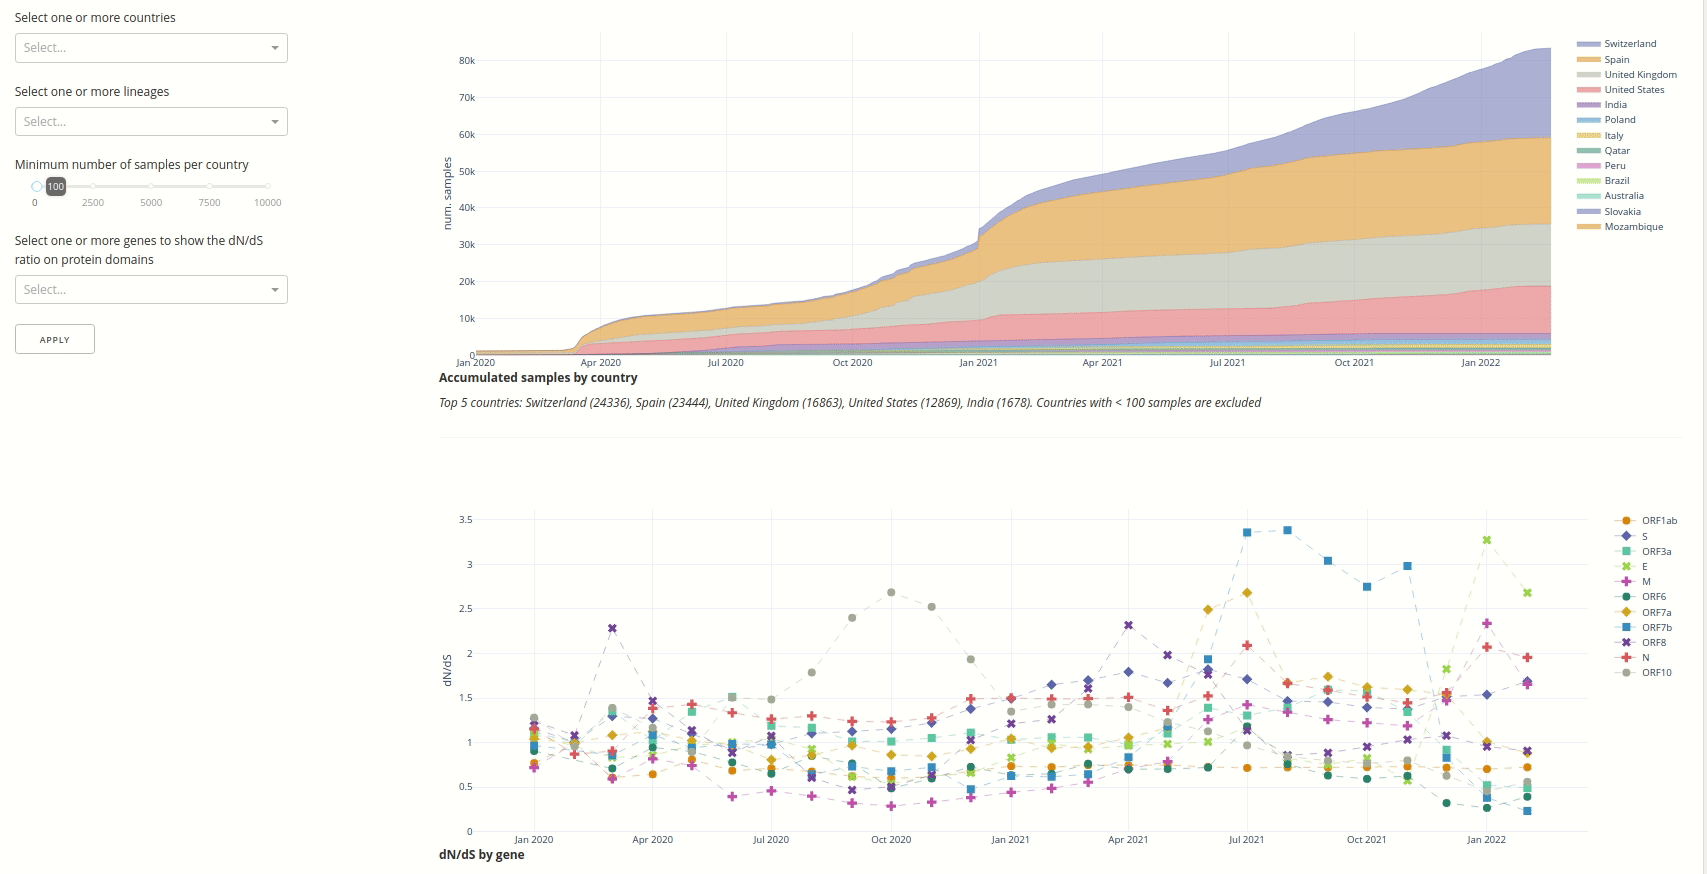 Select one or more countries
Select...
Select one or more lineages
Select...
Minimum number of samples per country
100
0 2500 5000 7500 10000
Select one or more genes to show the dN/dS
ratio on protein domains
Select...
APPLY
num. samples
80k
70k
60k
50k
40k
30k
20k
10k
0
Jan 2020 Apr 2020 Jul 2020 Oct 2020 Jan 2021 Apr 2021 Jul 2021 Oct 2021 Jan 2022
Switzerland
Spain
United Kingdom
United States
India
Poland
Italy
Qatar
Peru
Brazil
Australia
Slovakia
Mozambique
Accumulated samples by country
Top 5 countries: Switzerland (24336), Spain (23444), United Kingdom (16863), United States (12869), India (1678). Countries with < 100 samples are excluded
dN/dS
3.5
3
2.5
2
1.5
1
0.5
0
Jan 2020 Apr 2020 Jul 2020 Oct 2020 Jan 2021 Apr 2021 Jul 2021 Oct 2021 Jan 2022
ORF1ab
S
ORF3a
E
M
ORF6
ORF7a
ORF7b
ORF8
N
ORF10
dN/dS by gene